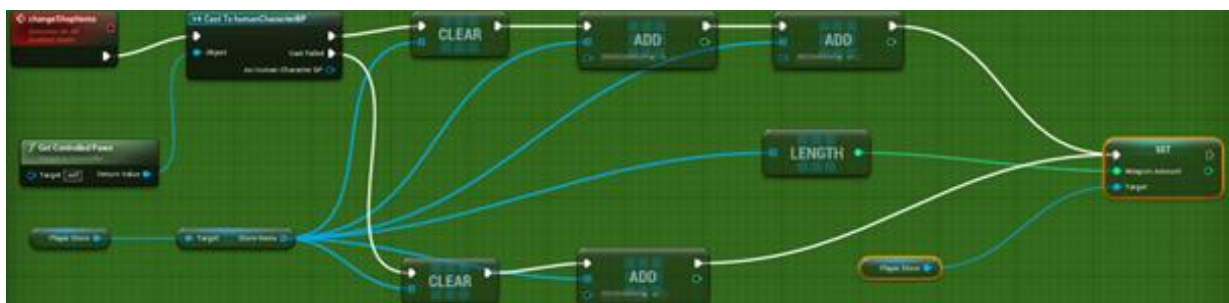 changeShopItems
Cast To humanCharacterBP
Object
Cast Failed
As Human Character BP
CLEAR
ADD
ADD
f Get Controlled Pawn
Target self
Return Value
LENGTH
SET
Weapon Amount
Target
Player Store
Target
Store Items
CLEAR
ADD
Player Store